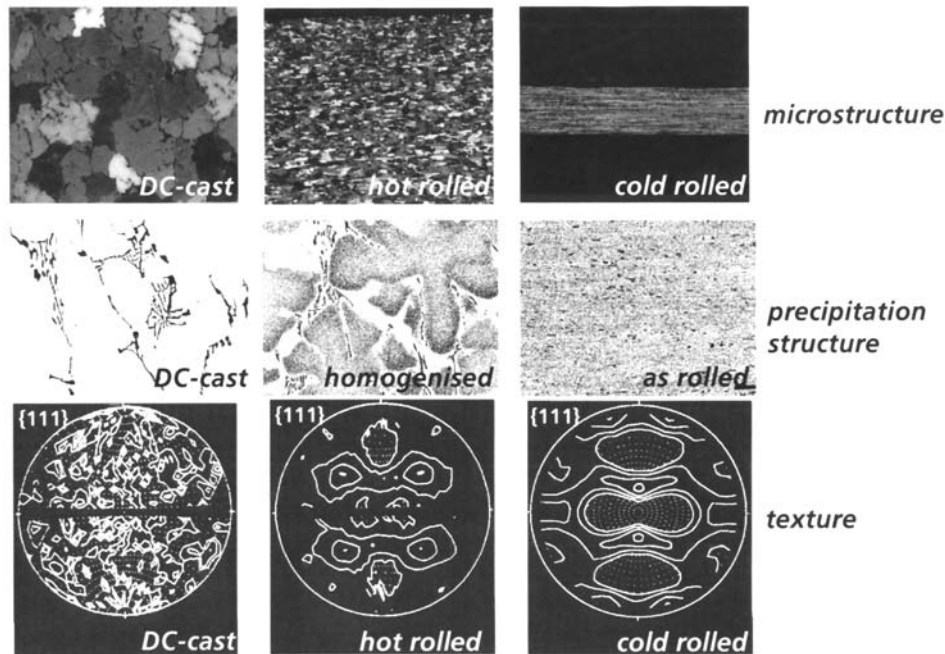 DC-cast
hot rolled
cold rolled
microstructure
DC-cast
homogenised
as rolled
precipitation
structure
{111}
{111}
{111}
DC-cast
hot rolled
cold rolled
texture